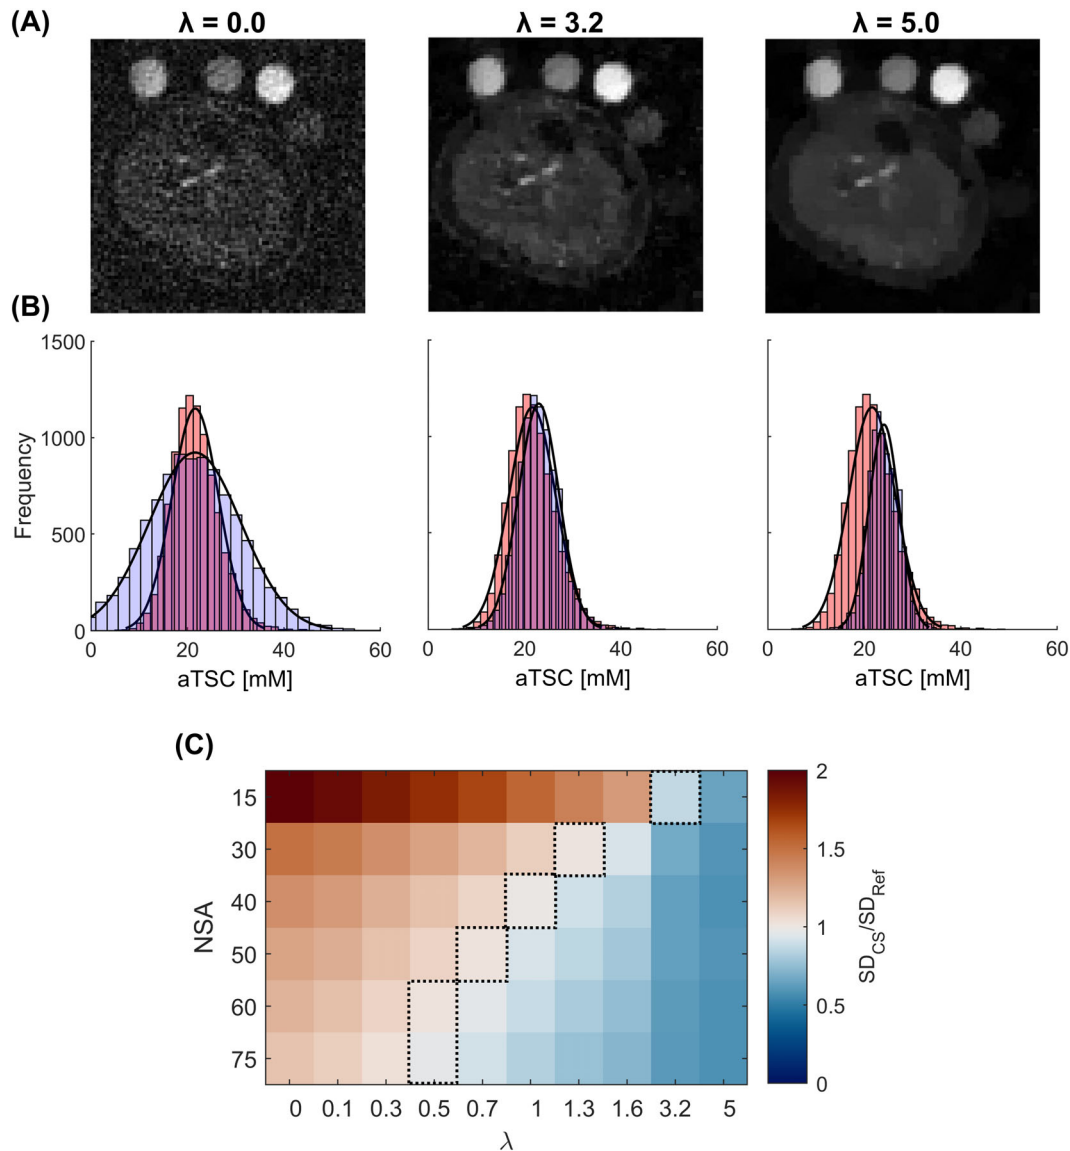 (A)
λ = 0.0
λ = 3.2
λ = 5.0
(B)
1500
1000
500
0
Frequency
0 20 40 60
aTSC [mM]
0 20 40 60
aTSC [mM]
0 20 40 60
aTSC [mM]
(C)
15
30
40
50
60
75
NSA
0 0.1 0.3 0.5 0.7 1 1.3 1.6 3.2 5
λ
2
1.5
1
0.5
0
SD_CS/SD_Ref